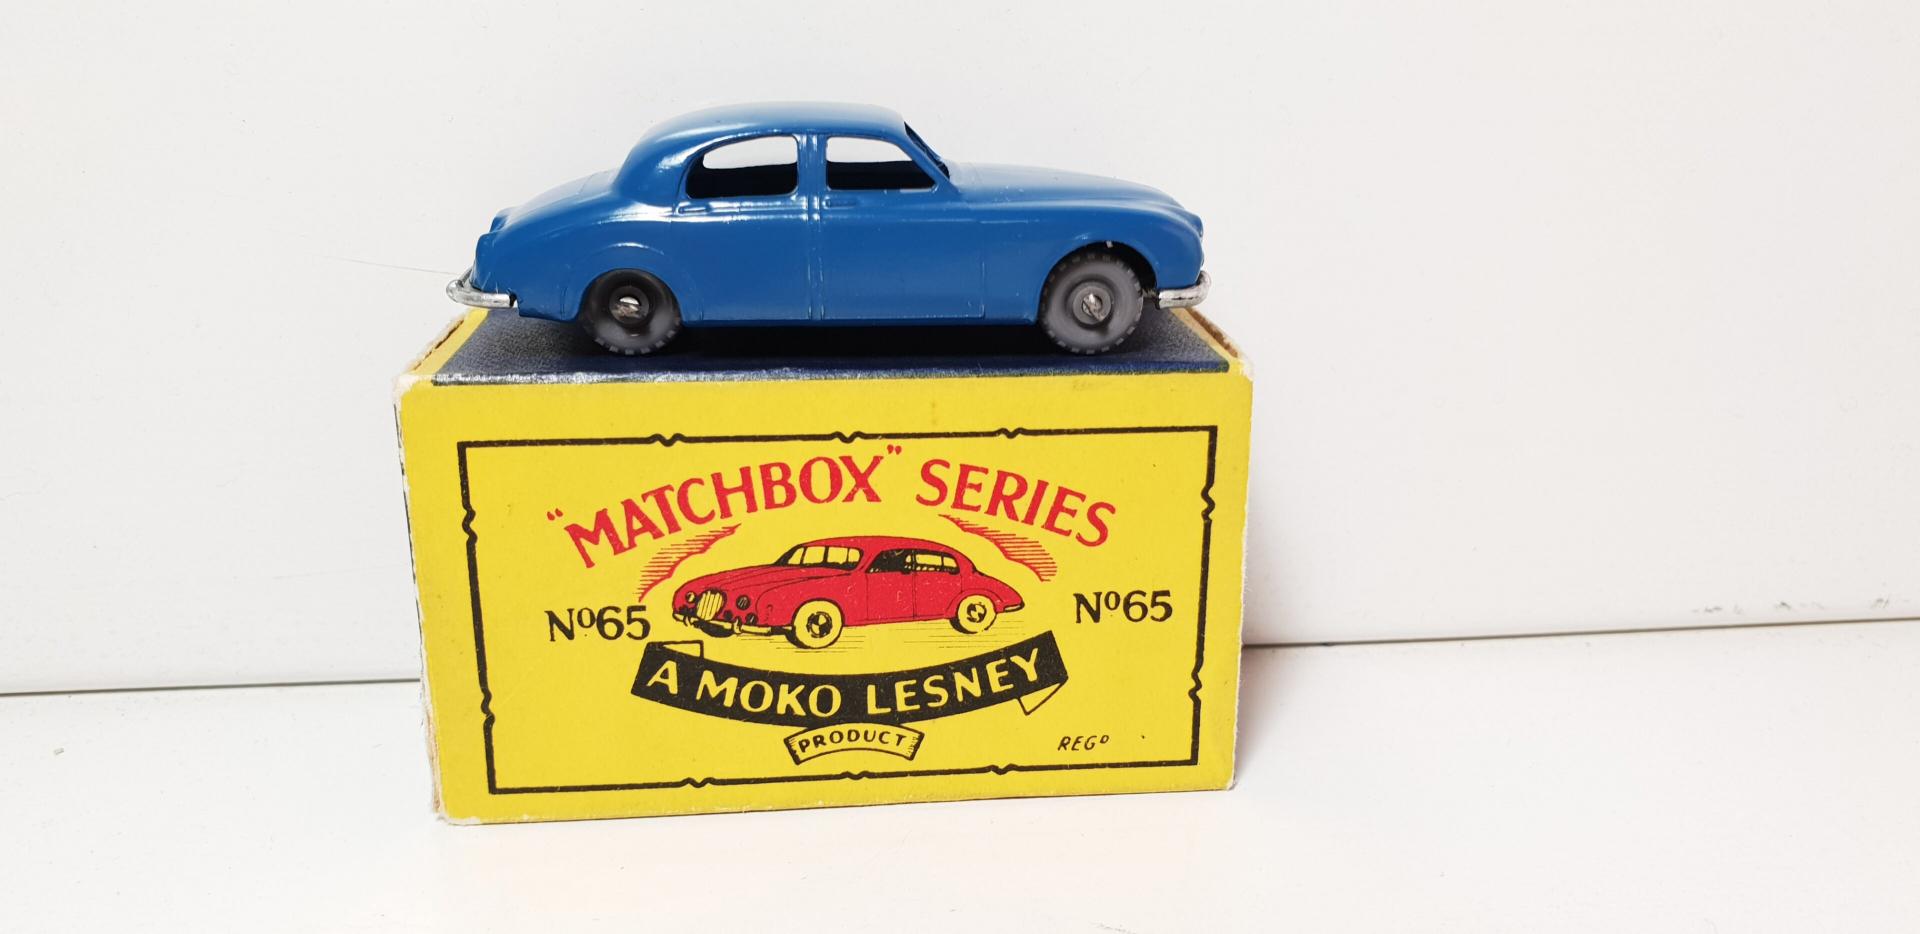 "MATCHBOX" SERIES
Nº65 Nº65
A MOKO LESNEY
PRODUCT
REGD